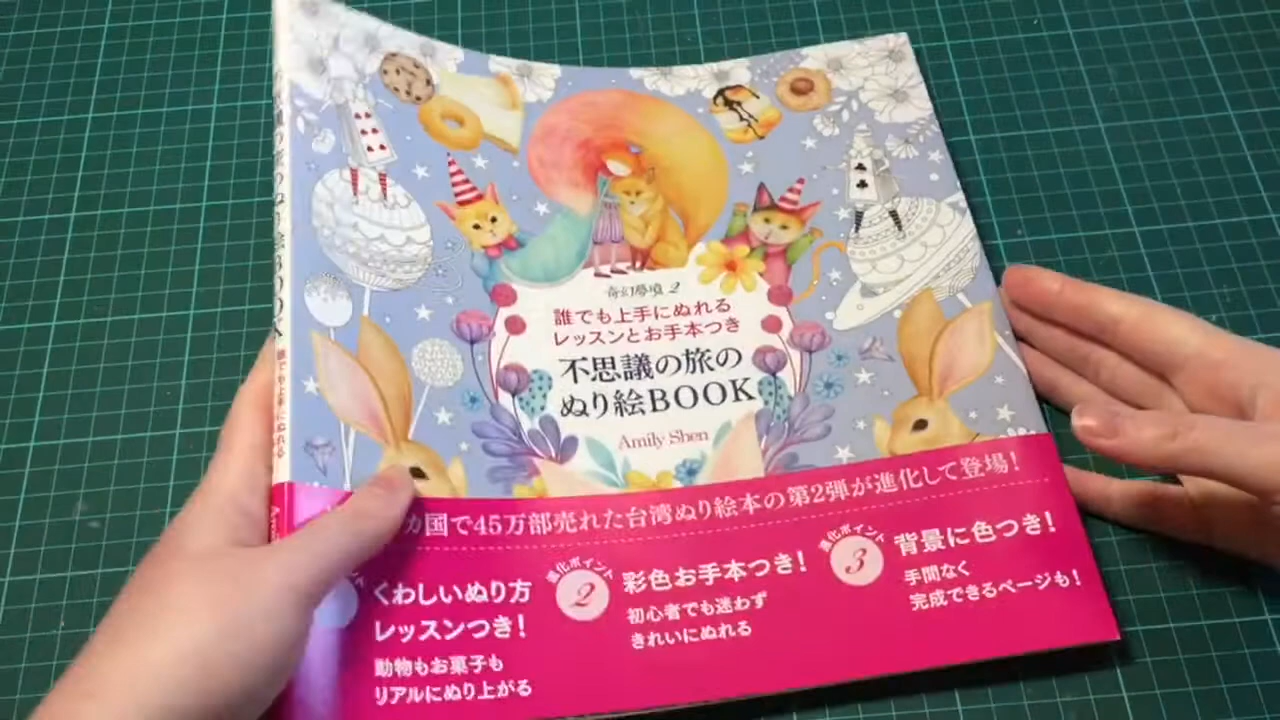 奇幻夢境 2
誰でも上手にぬれる
レッスンとお手本つき
不思議の旅の
ぬり絵BOOK
Amily Shen
カ国で45万部売れた台湾ぬり絵本の第2弾が進化して登場!
くわしいぬり方
レッスンつき!
動物もお菓子も
リアルにぬり上がる
進化ポイント
2
彩色お手本つき!
初心者でも迷わず
きれいにぬれる
進化ポイント
3
背景に色つき!
手間なく
完成できるページも!